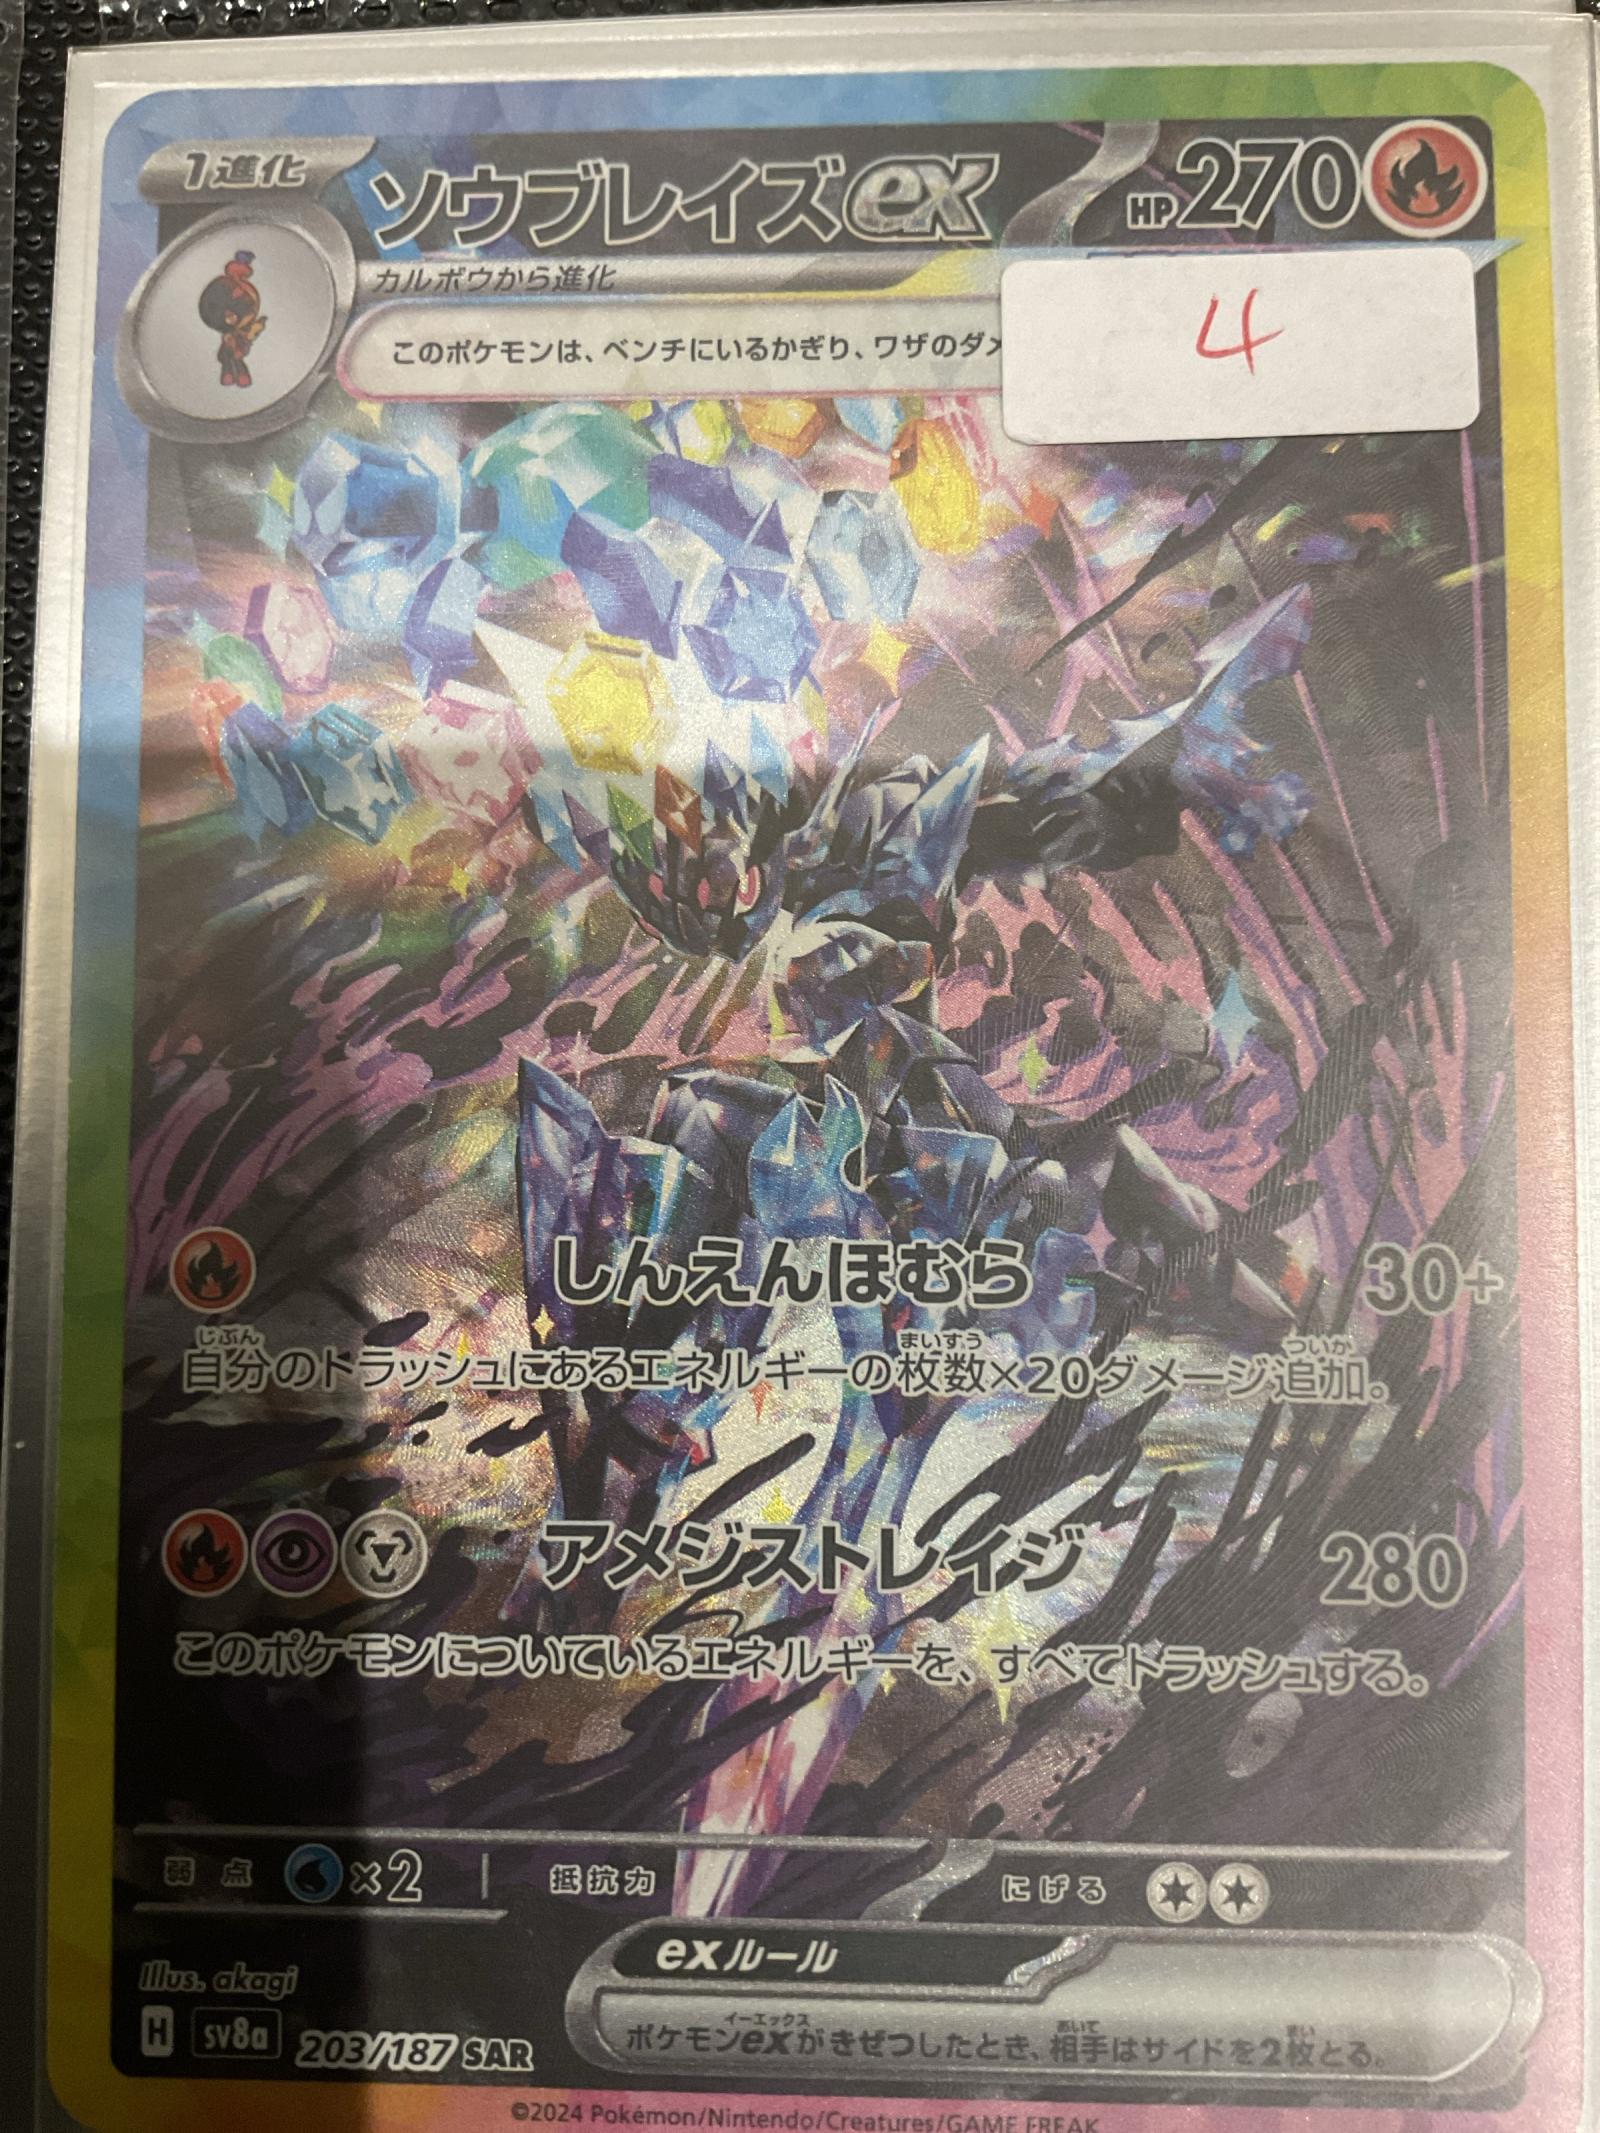 1進化
ソウブレイズex
HP270
カルボウから進化
4
このポケモンは、ベンチにいるかぎり、ワザのダメ
しんえんほむら 30+
じぶん まいすう ついか
自分のトラッシュにあるエネルギーの枚数×20ダメージ追加。
アメジストレイジ 280
このポケモンについているエネルギーを、すべてトラッシュする。
弱点 ×2 抵抗力 にげる
Illus. akagi
exルール
イーエックス あいて まい
ポケモンexがきぜつしたとき、相手はサイドを2枚とる。
H sv8a 203/187 SAR
©2024 Pokémon/Nintendo/Creatures/GAME FREAK